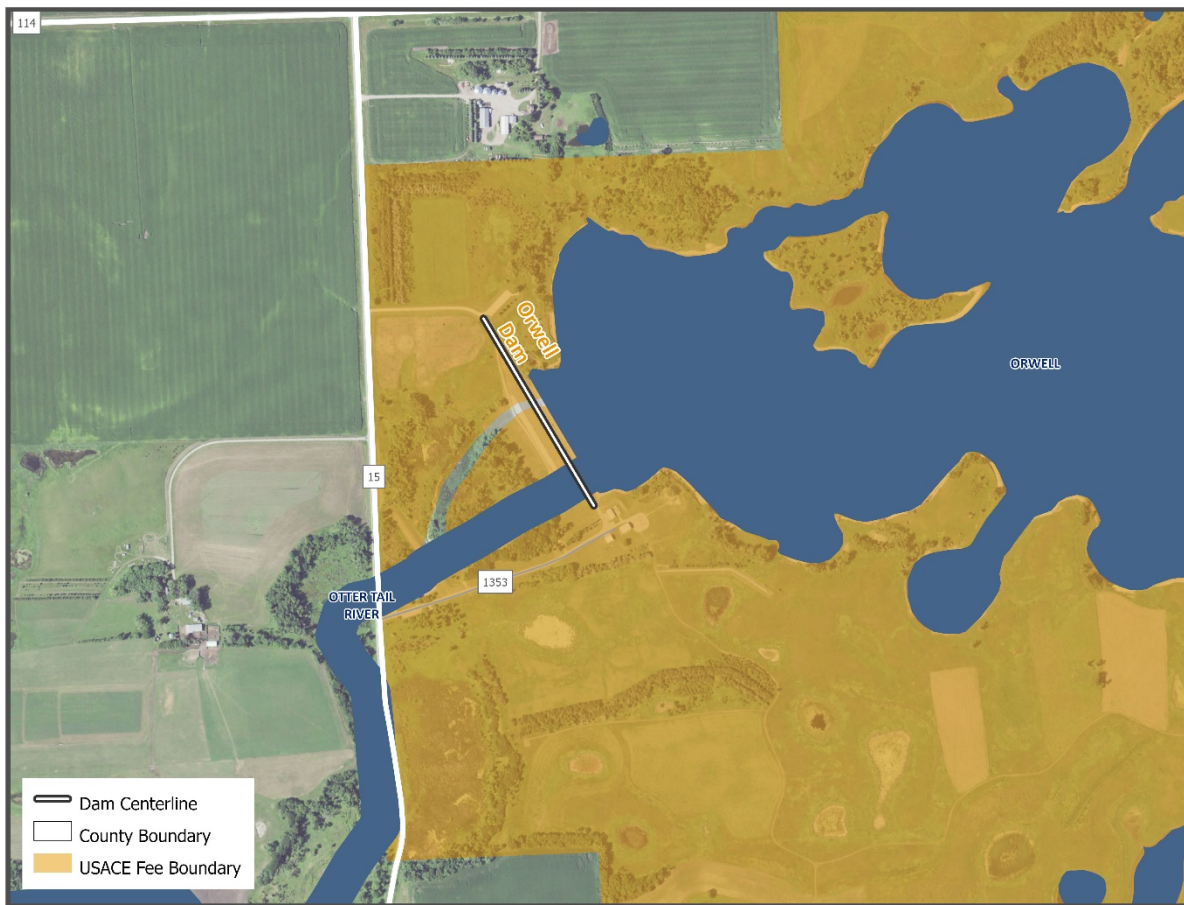 114
Orwell
Dam
ORWELL
15
1353
OTTER TAIL
RIVER
Dam Centerline
County Boundary
USACE Fee Boundary